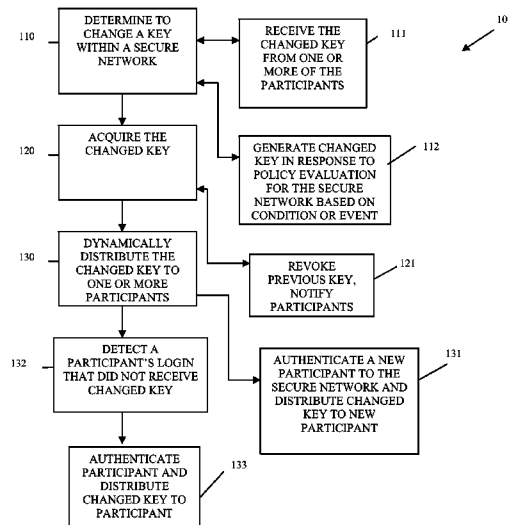 10
110
DETERMINE TO
CHANGE A KEY
WITHIN A SECURE
NETWORK
RECEIVE THE
CHANGED KEY
FROM ONE OR
MORE OF THE
PARTICIPANTS
111
120
ACQUIRE THE
CHANGED KEY
GENERATE CHANGED
KEY IN RESPONSE TO
POLICY EVALUATION
FOR THE SECURE
NETWORK BASED ON
CONDITION OR EVENT
112
130
DYNAMICALLY
DISTRIBUTE THE
CHANGED KEY TO
ONE OR MORE
PARTICIPANTS
REVOKE
PREVIOUS KEY,
NOTIFY
PARTICIPANTS
121
132
DETECT A
PARTICIPANT'S LOGIN
THAT DID NOT RECEIVE
CHANGED KEY
AUTHENTICATE A NEW
PARTICIPANT TO THE
SECURE NETWORK AND
DISTRIBUTE CHANGED
KEY TO NEW
PARTICIPANT
131
AUTHENTICATE
PARTICIPANT AND
DISTRIBUTE
CHANGED KEY TO
PARTICIPANT
133